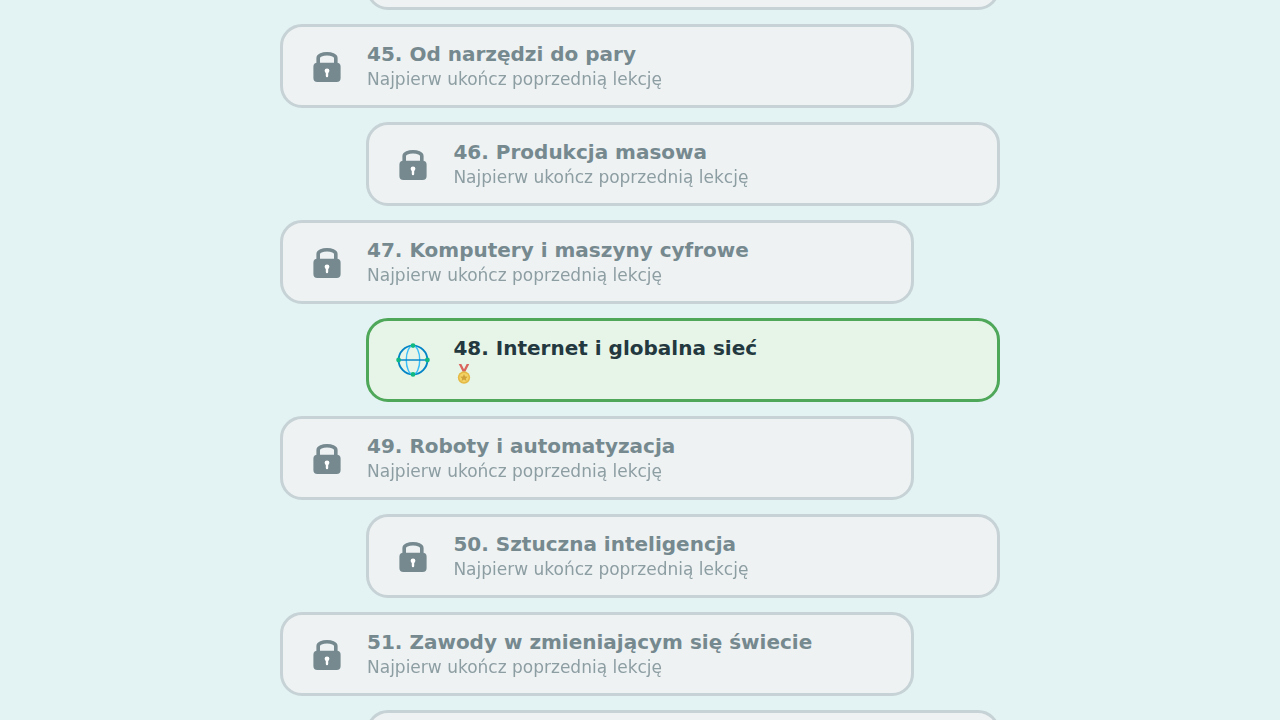 45. Od narzędzi do pary
Najpierw ukończ poprzednią lekcję
46. Produkcja masowa
Najpierw ukończ poprzednią lekcję
47. Komputery i maszyny cyfrowe
Najpierw ukończ poprzednią lekcję
48. Internet i globalna sieć
49. Roboty i automatyzacja
Najpierw ukończ poprzednią lekcję
50. Sztuczna inteligencja
Najpierw ukończ poprzednią lekcję
51. Zawody w zmieniającym się świecie
Najpierw ukończ poprzednią lekcję